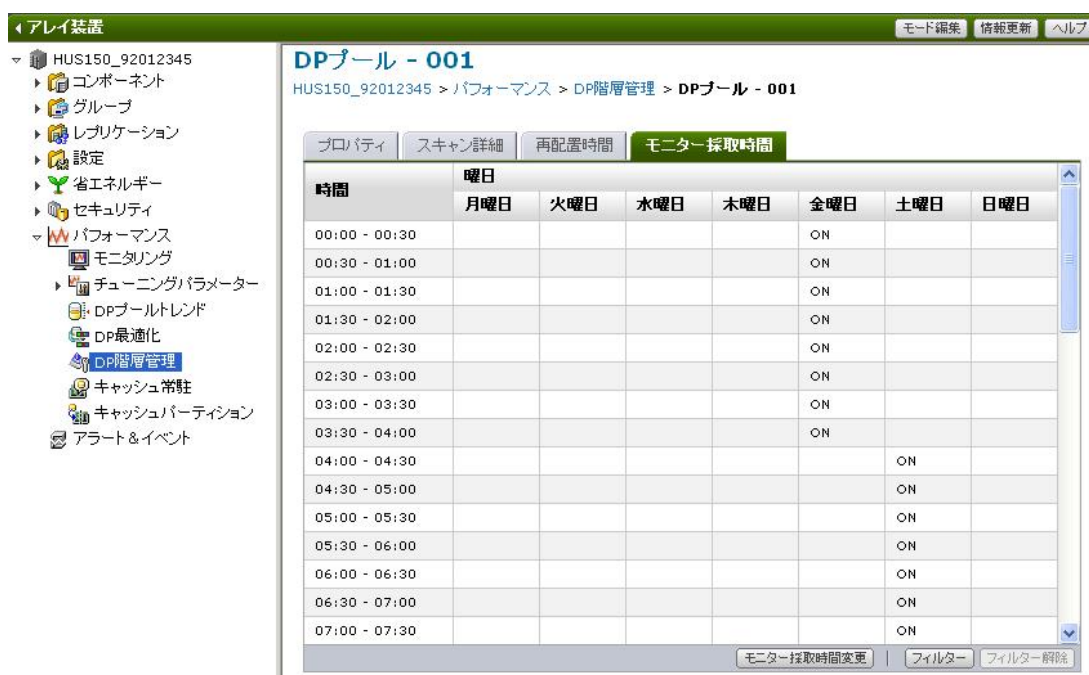 アレイ装置
モード編集 情報更新 ヘルプ
HUS150_92012345
コンポーネント
グループ
レプリケーション
設定
省エネルギー
セキュリティ
パフォーマンス
モニタリング
チューニングパラメーター
DPプールトレンド
DP最適化
DP階層管理
キャッシュ常駐
キャッシュパーティション
アラート&イベント
DPプール - 001
HUS150_92012345 > パフォーマンス > DP階層管理 > DPプール - 001
プロパティ スキャン詳細 再配置時間 モニター採取時間
時間 曜日
月曜日 火曜日 水曜日 木曜日 金曜日 土曜日 日曜日
00:00 - 00:30 ON
00:30 - 01:00 ON
01:00 - 01:30 ON
01:30 - 02:00 ON
02:00 - 02:30 ON
02:30 - 03:00 ON
03:00 - 03:30 ON
03:30 - 04:00 ON
04:00 - 04:30 ON
04:30 - 05:00 ON
05:00 - 05:30 ON
05:30 - 06:00 ON
06:00 - 06:30 ON
06:30 - 07:00 ON
07:00 - 07:30 ON
モニター採取時間変更 | フィルター フィルター解除